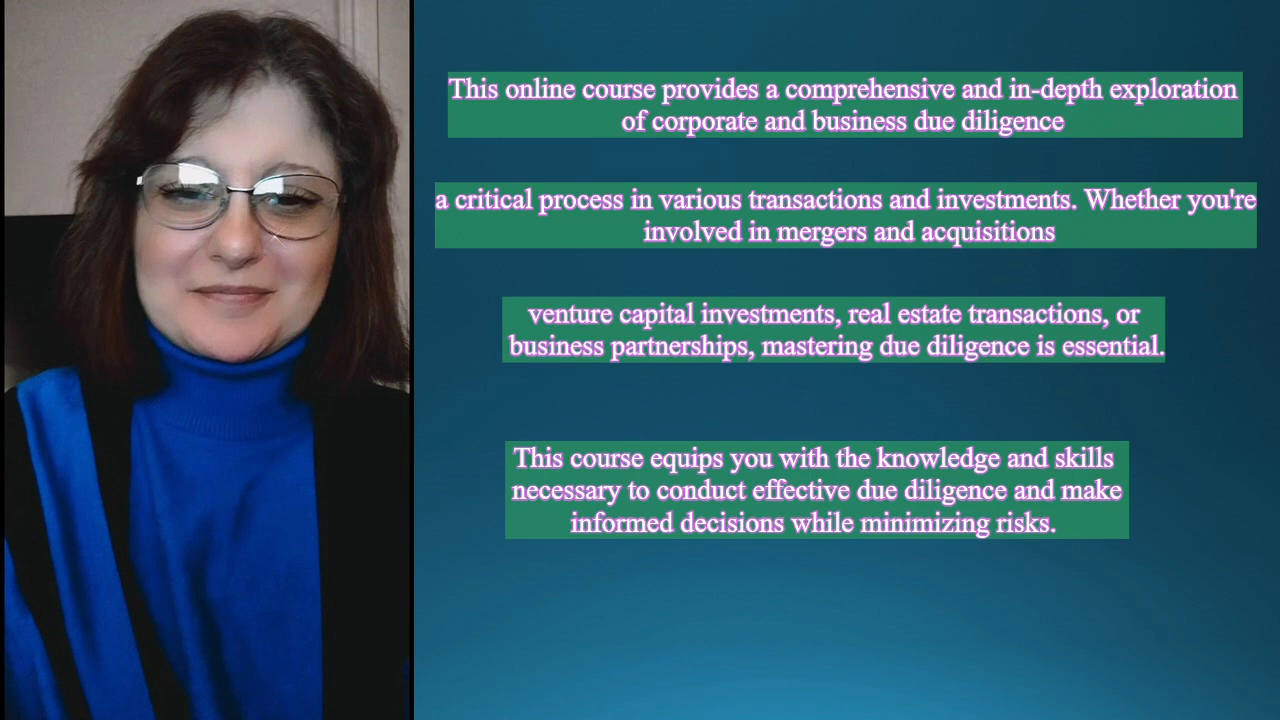 This online course provides a comprehensive and in-depth exploration
of corporate and business due diligence
a critical process in various transactions and investments. Whether you're
involved in mergers and acquisitions
venture capital investments, real estate transactions, or
business partnerships, mastering due diligence is essential.
This course equips you with the knowledge and skills
necessary to conduct effective due diligence and make
informed decisions while minimizing risks.